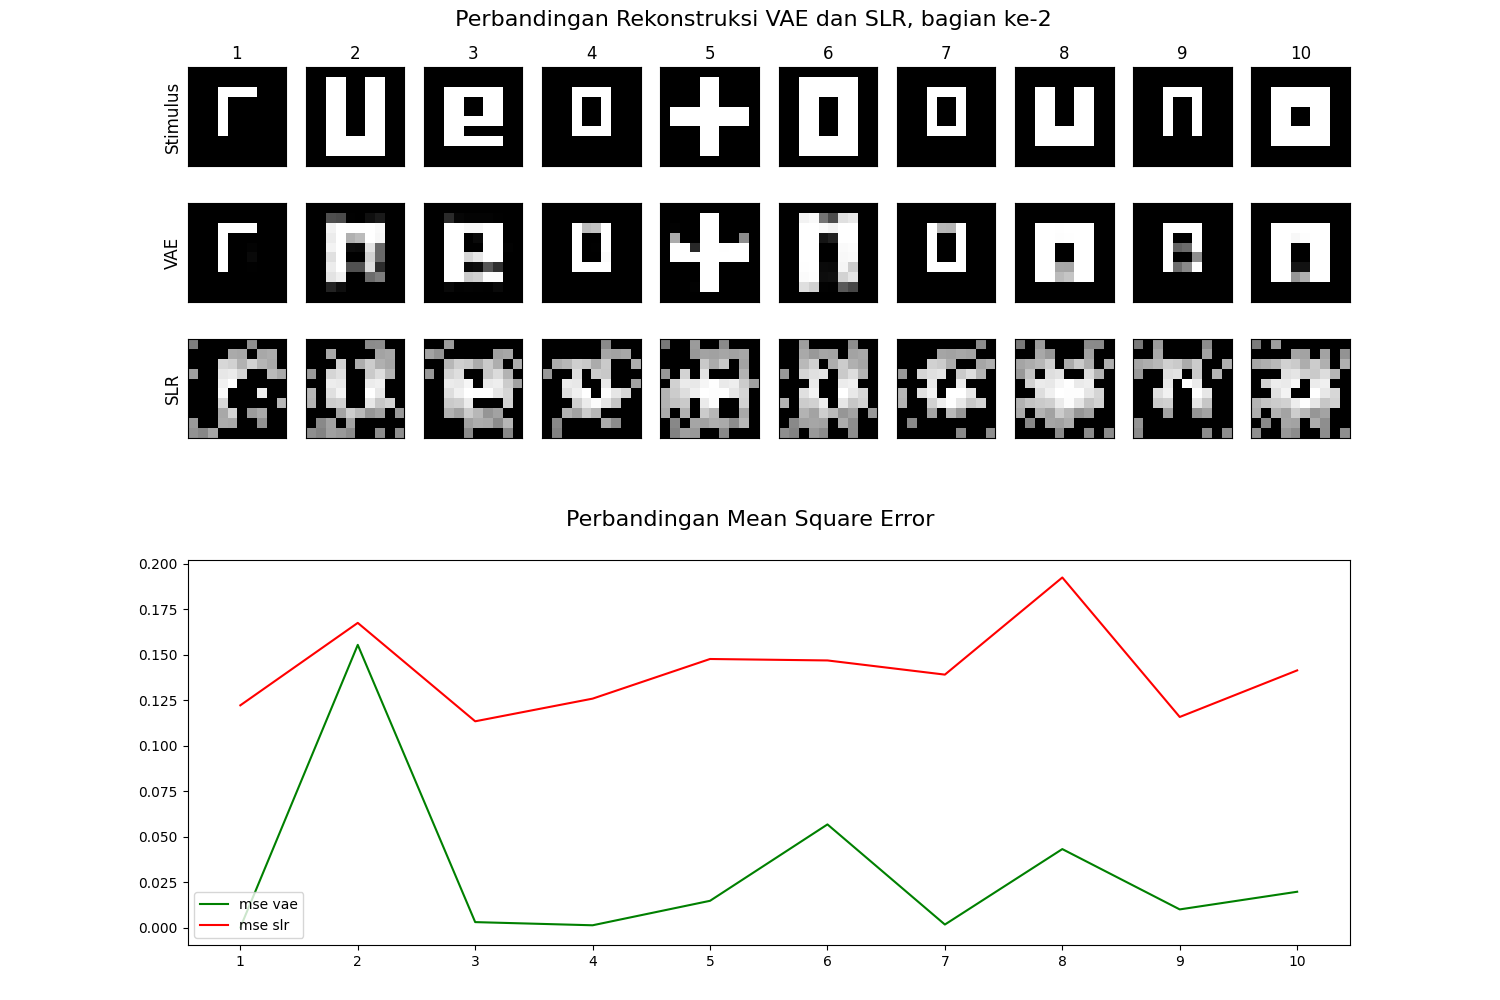 Perbandingan Rekonstruksi VAE dan SLR, bagian ke-2
1 2 3 4 5 6 7 8 9 10
Stimulus
VAE
SLR
Perbandingan Mean Square Error
0.200
0.175
0.150
0.125
0.100
0.075
0.050
0.025
0.000
mse vae
mse slr
1 2 3 4 5 6 7 8 9 10